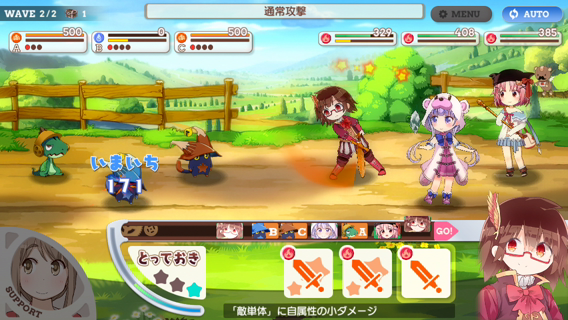 WAVE 2/2 1
通常攻撃
MENU
AUTO
500
A
0
B
500
C
329
408
385
いまいち
171
B C A GO!
とっておき
SUPPORT
「敵単体」に自属性の小ダメージ